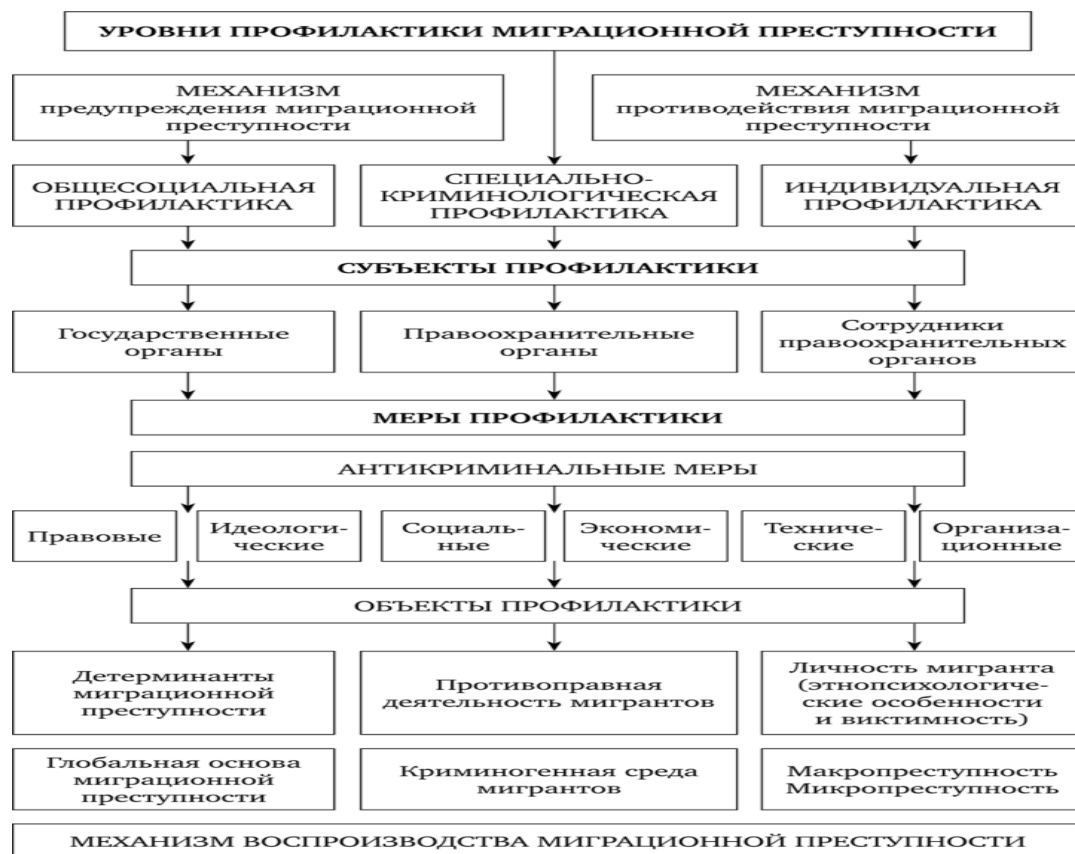 УРОВНИ ПРОФИЛАКТИКИ МИГРАЦИОННОЙ ПРЕСТУПНОСТИ
МЕХАНИЗМ
предупреждения миграционной
преступности
МЕХАНИЗМ
противодействия миграционной
преступности
ОБЩЕСОЦИАЛЬНАЯ
ПРОФИЛАКТИКА
СПЕЦИАЛЬНО-
КРИМИНОЛОГИЧЕСКАЯ
ПРОФИЛАКТИКА
ИНДИВИДУАЛЬНАЯ
ПРОФИЛАКТИКА
СУБЪЕКТЫ ПРОФИЛАКТИКИ
Государственные
органы
Правоохранительные
органы
Сотрудники
правоохранительных
органов
МЕРЫ ПРОФИЛАКТИКИ
АНТИКРИМИНАЛЬНЫЕ МЕРЫ
Правовые
Идеологи-
ческие
Социаль-
ные
Экономи-
ческие
Техниче-
ские
Организа-
ционные
ОБЪЕКТЫ ПРОФИЛАКТИКИ
Детерминанты
миграционной
преступности
Противоправная
деятельность мигрантов
Личность мигранта
(этнопсихологиче-
ские особенности
и виктимность)
Глобальная основа
миграционной
преступности
Криминогенная среда
мигрантов
Макропреступность
Микропреступность
МЕХАНИЗМ ВОСПРОИЗВОДСТВА МИГРАЦИОННОЙ ПРЕСТУПНОСТИ